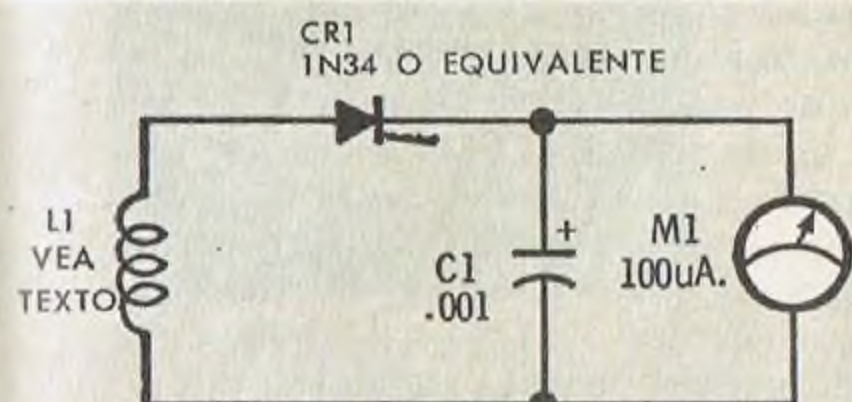 CR1
1N34 O EQUIVALENTE
L1
VEA
TEXTO
+
C1
.001
M1
100uA.